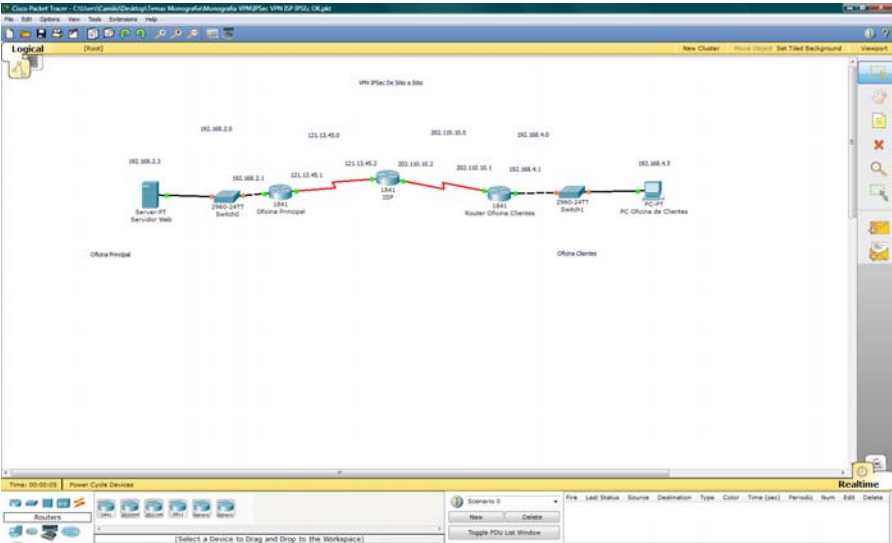 Cisco Packet Tracer - C:\Users\Camilo\Desktop\Temas Monografia\Monografia VPN\IPSec VPN ISP IPSEc OK.pkt
File Edit Options View Tools Extensions Help
Logical
[Root]
New Cluster
Move Object
Set Tiled Background
Viewport
VPN IPSec De Sitio a Sitio
192.168.2.0
121.13.45.0
202.110.10.0
192.168.4.0
192.168.2.3
192.168.2.1
121.13.45.1
121.13.45.2
202.110.10.2
202.110.10.1
192.168.4.1
192.168.4.5
Server-PT
Servidor Web
2960-24TT
Switch0
1841
Oficina Principal
1841
ISP
1841
Router Oficina Clientes
2960-24TT
Switch1
PC-PT
PC Oficina de Clientes
Oficina Principal
Oficina Clientes
Time: 00:00:05
Power Cycle Devices
Realtime
Routers
1841
Generic
Generic
(Select a Device to Drag and Drop to the Workspace)
Scenario 0
New
Delete
Toggle PDU List Window
Fire Last Status Source Destination Type Color Time (sec) Periodic Num Edit Delete